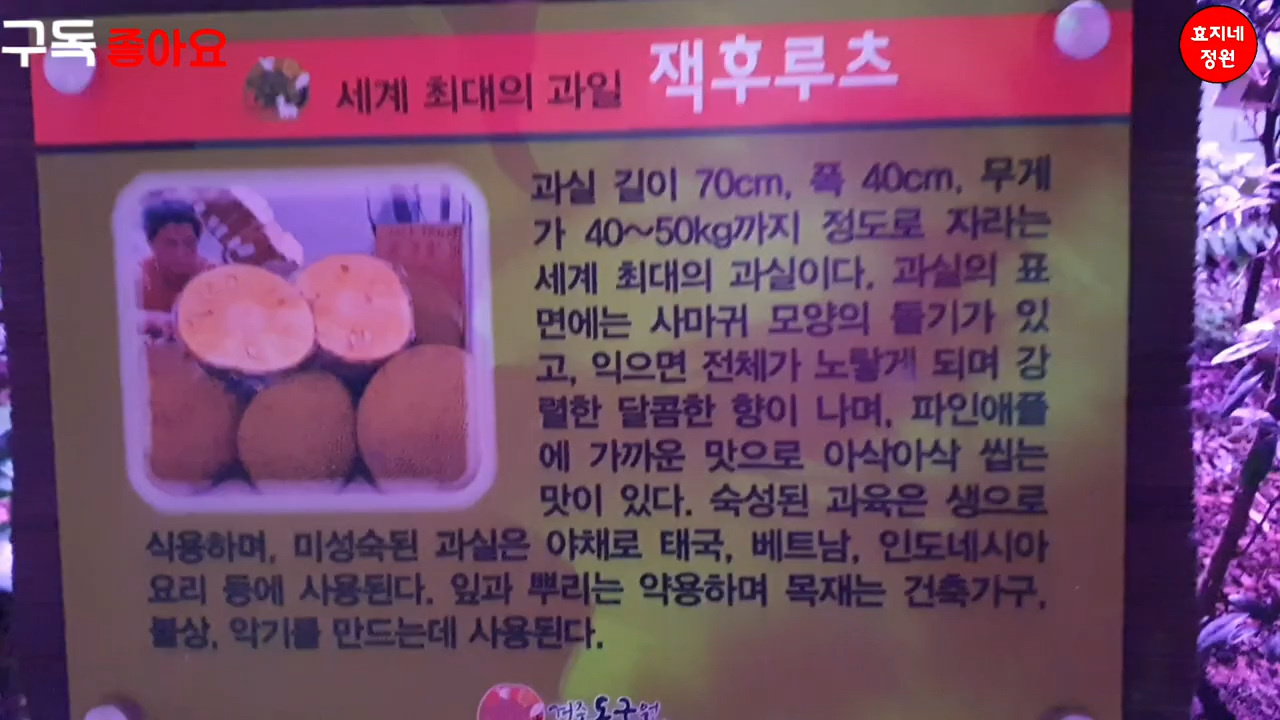 구독 좋아요
효지네
정원
세계 최대의 과일 잭후루츠
과실 길이 70cm, 폭 40cm, 무게
가 40~50kg까지 정도로 자라는
세계 최대의 과실이다. 과실의 표
면에는 사마귀 모양의 돌기가 있
고, 익으면 전체가 노랗게 되며 강
렬한 달콤한 향이 나며, 파인애플
에 가까운 맛으로 아삭아삭 씹는
맛이 있다. 숙성된 과육은 생으로
식용하며, 미성숙된 과실은 야채로 태국, 베트남, 인도네시아
요리 등에 사용된다. 잎과 뿌리는 약용하며 목재는 건축가구,
불상, 악기를 만드는데 사용된다.